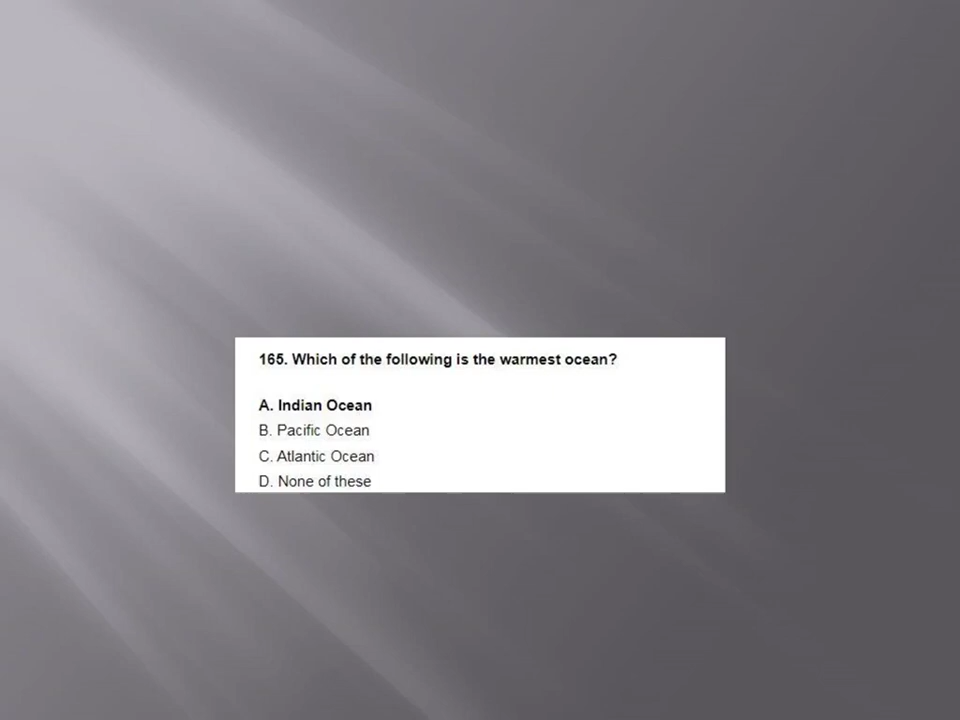 165. Which of the following is the warmest ocean?
A. Indian Ocean
B. Pacific Ocean
C. Atlantic Ocean
D. None of these